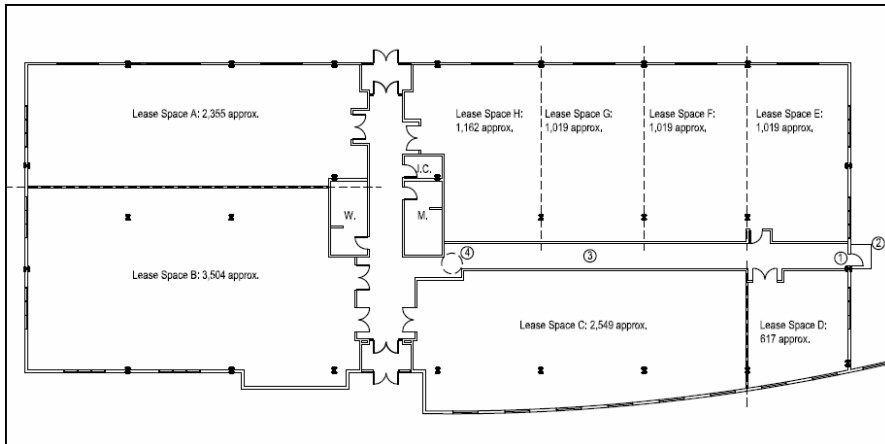 Lease Space A: 2,355 approx.
Lease Space H:
1,162 approx.
Lease Space G:
1,019 approx.
Lease Space F:
1,019 approx.
Lease Space E:
1,019 approx.
J.C.
W.
M.
4
3
1
2
Lease Space B: 3,504 approx.
Lease Space C: 2,549 approx.
Lease Space D:
617 approx.